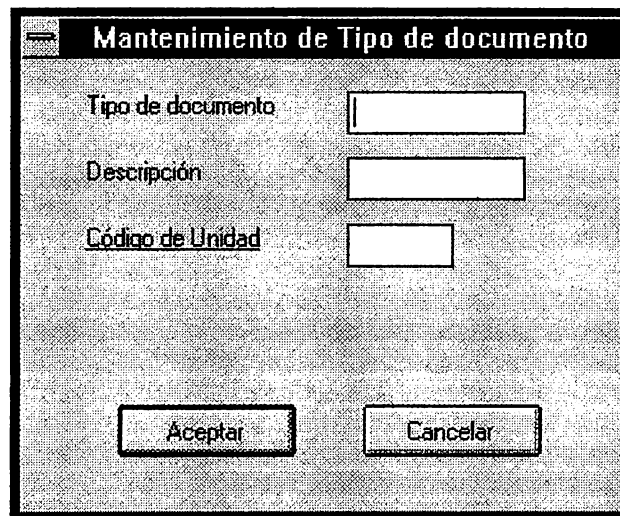 Mantenimiento de Tipo de documento
Tipo de documento
Descripción
Código de Unidad
Aceptar
Cancelar